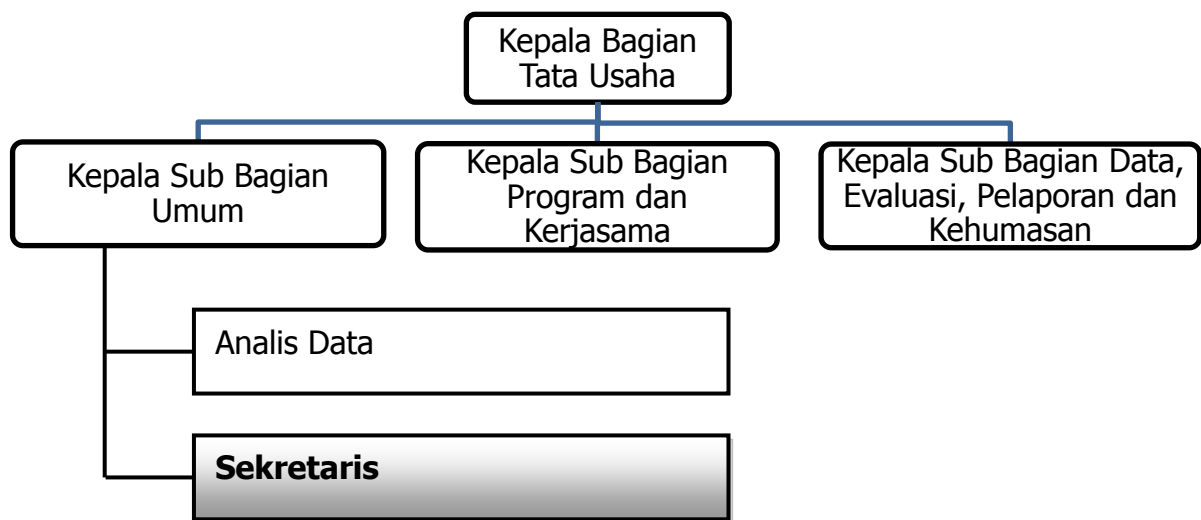 Kepala Bagian
Tata Usaha
Kepala Sub Bagian
Umum
Kepala Sub Bagian
Program dan
Kerjasama
Kepala Sub Bagian Data,
Evaluasi, Pelaporan dan
Kehumasan
Analis Data
Sekretaris